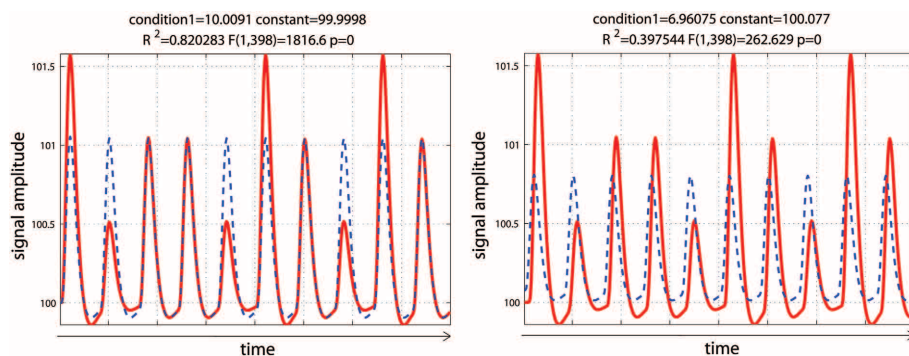 condition1=10.0091 constant=99.9998
R²=0.820283 F(1,398)=1816.6 p=0
101.5
101
100.5
100
signal amplitude
time
condition1=6.96075 constant=100.077
R²=0.397544 F(1,398)=262.629 p=0
101.5
101
100.5
100
signal amplitude
time